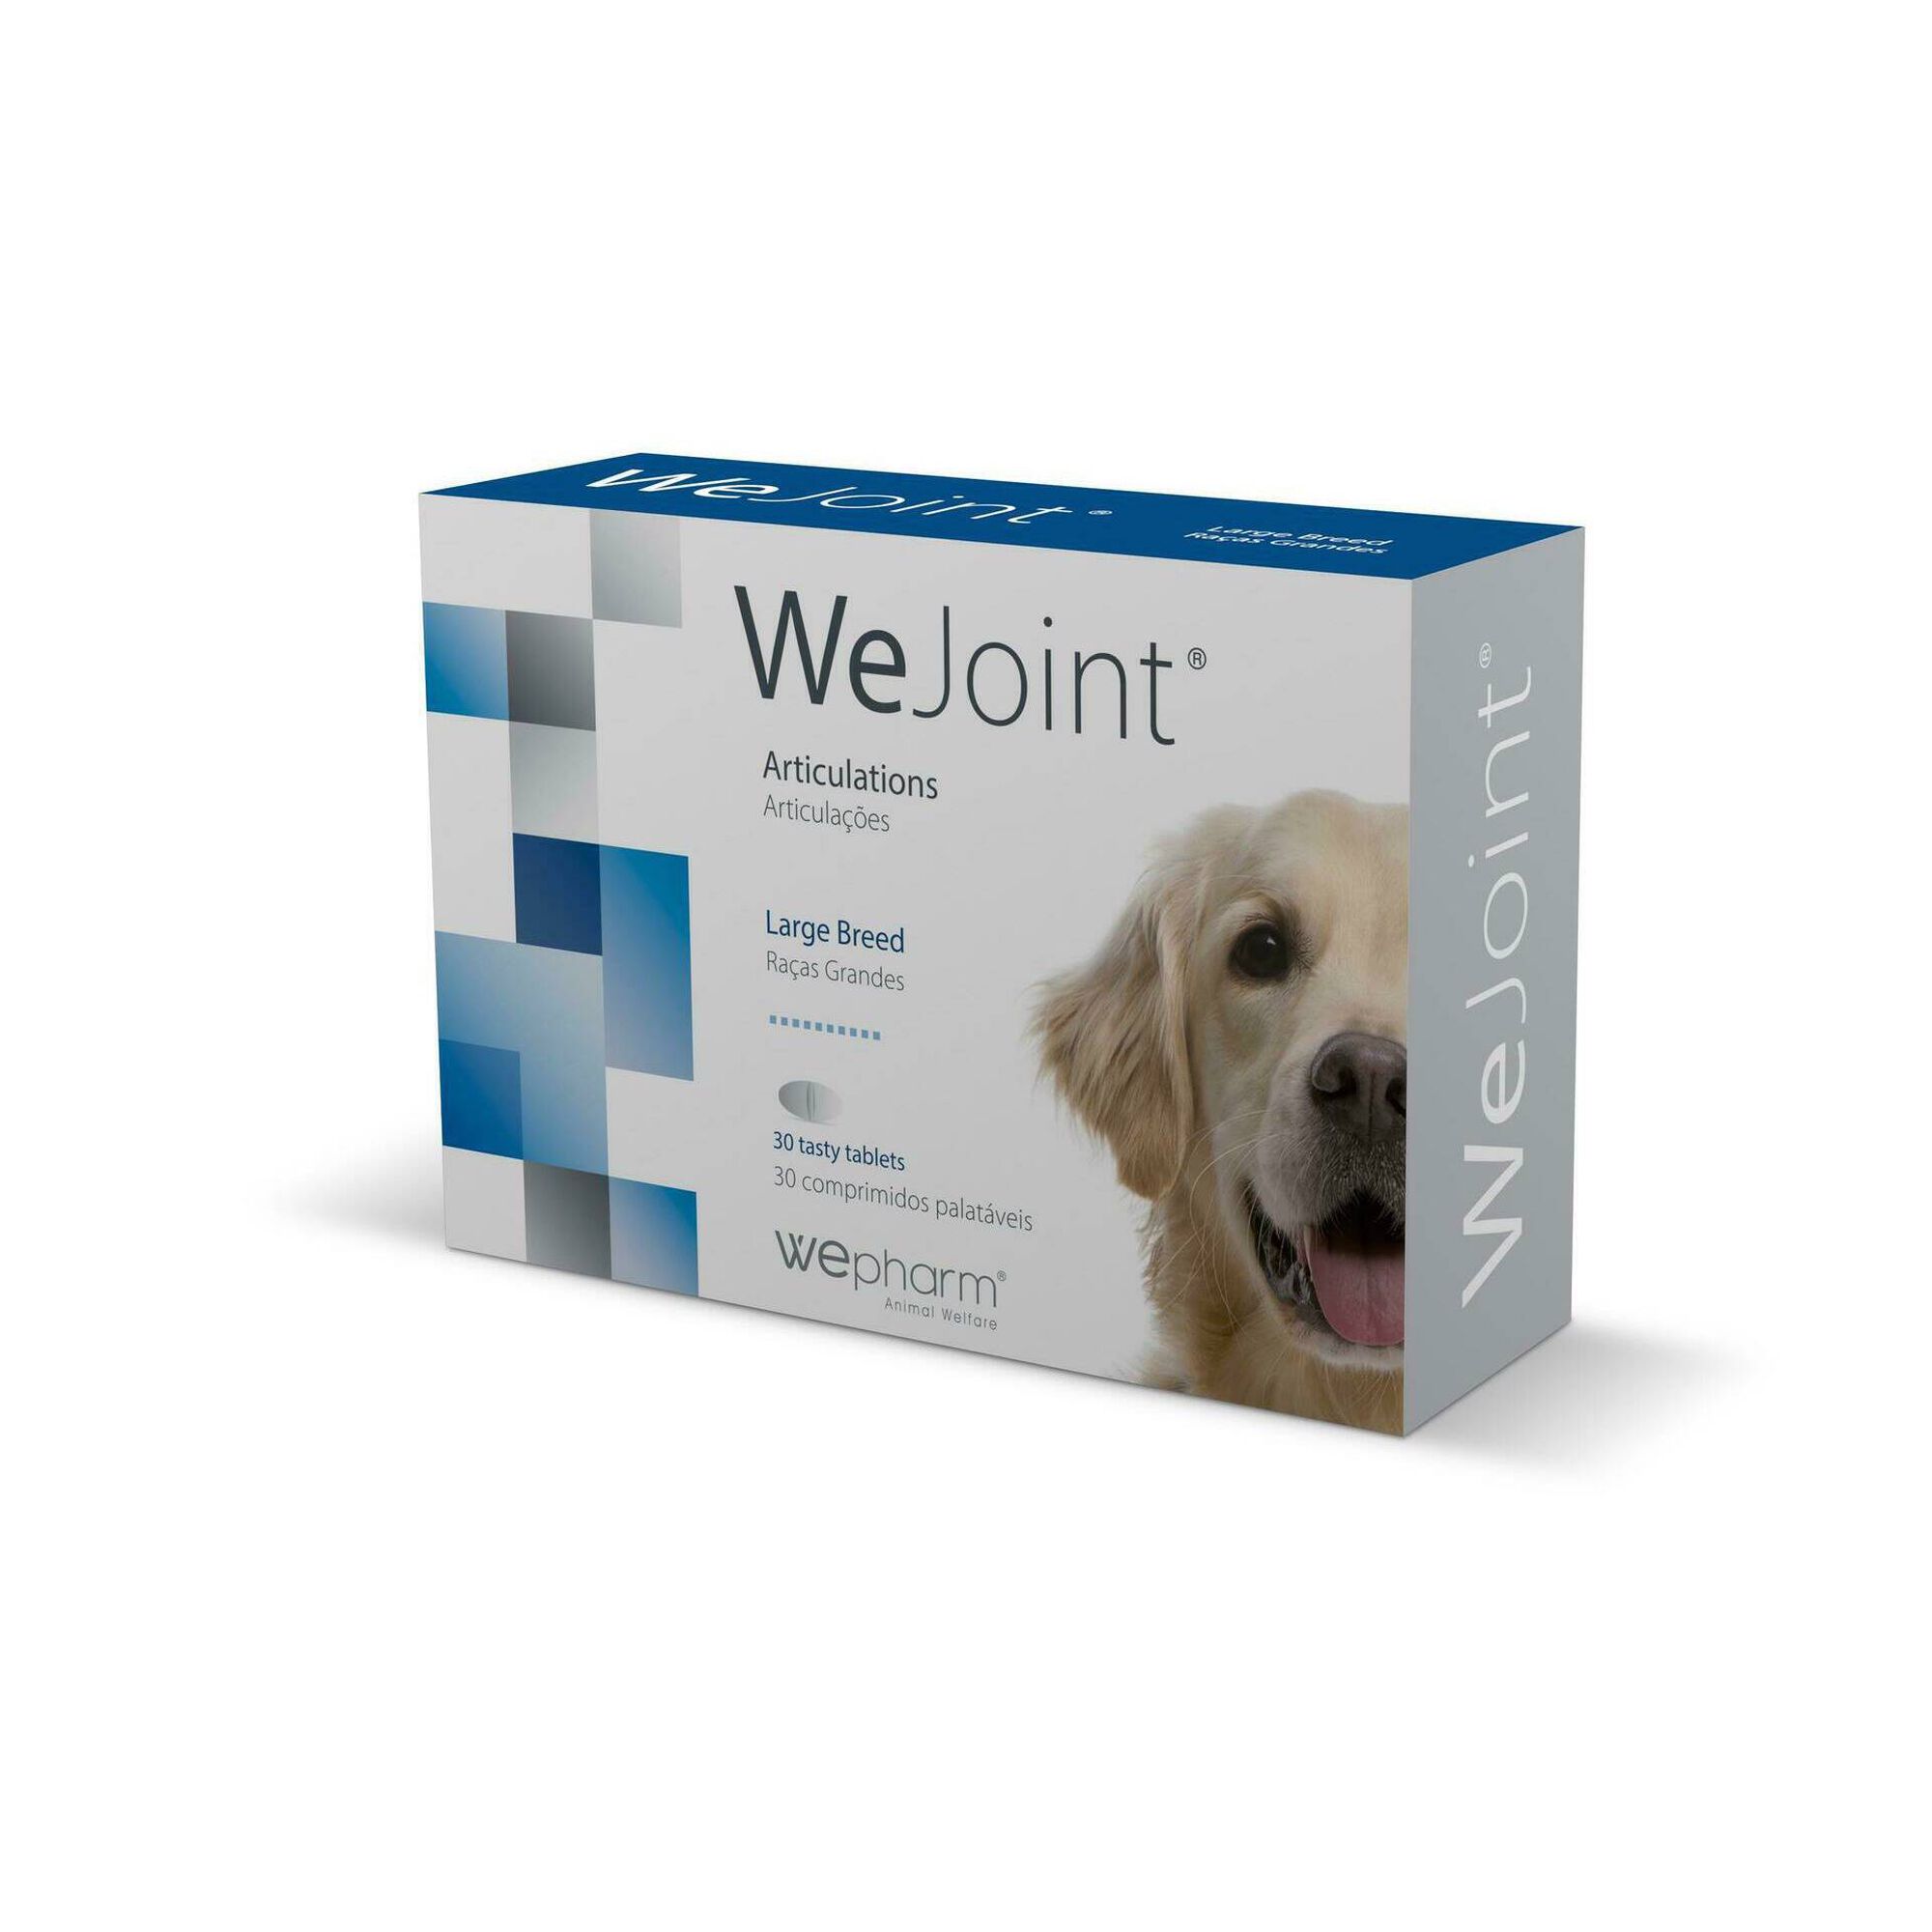 WeJoint®
Large Breed
Raças Grandes
WeJoint®
Articulations
Articulações
Large Breed
Raças Grandes
30 tasty tablets
30 comprimidos palatáveis
wepharm®
Animal Welfare
WeJoint®